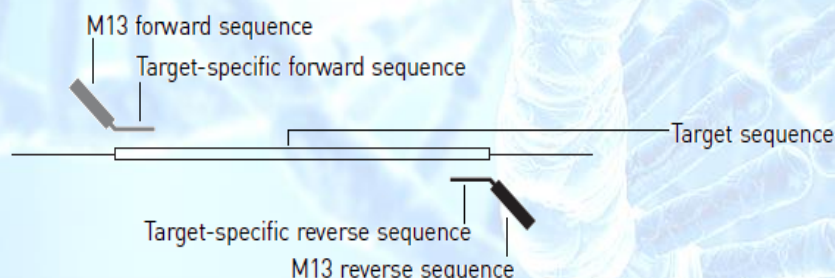 M13 forward sequence
Target-specific forward sequence
Target sequence
Target-specific reverse sequence
M13 reverse sequence